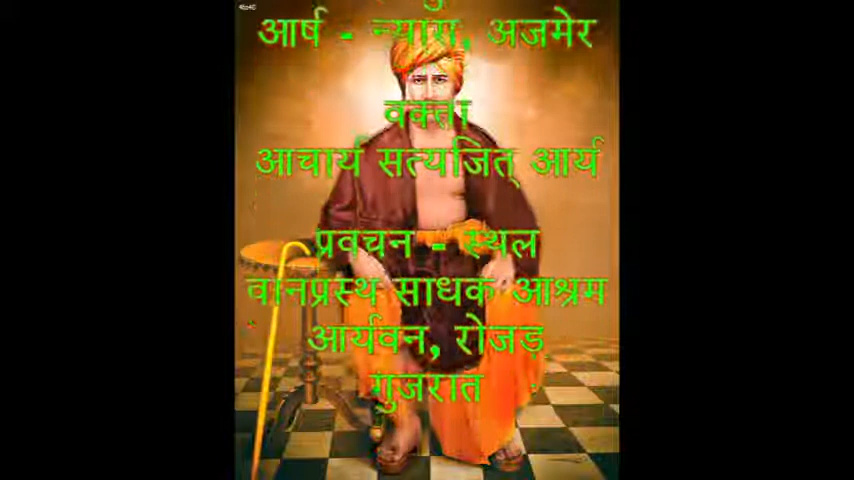 आर्ष - न्यास, अजमेर
वक्ता
आचार्य सत्यजित् आर्य
प्रवचन - स्थल
वानप्रस्थ साधक आश्रम
आर्यवन, रोजड़
गुजरात